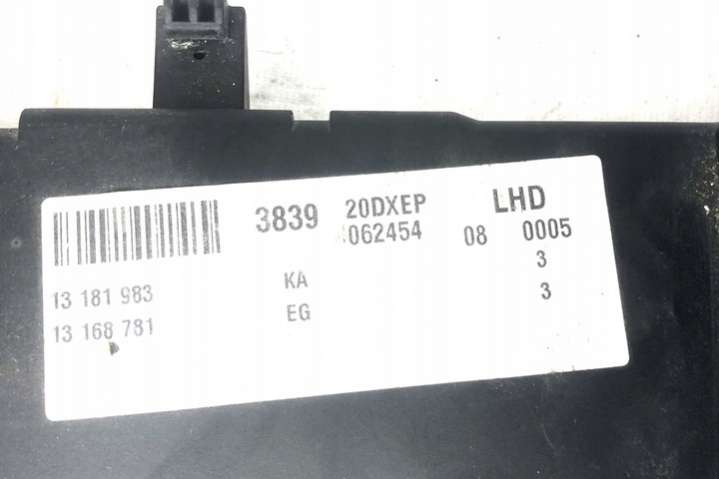 3839 20DXEP LHD
062454 08 0005
13 181 983 KA 3
13 168 781 EG 3